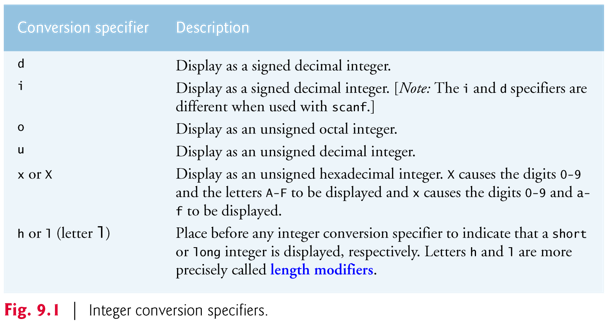 Conversion specifier Description
d Display as a signed decimal integer.
i Display as a signed decimal integer. [Note: The i and d specifiers are
different when used with scanf.]
o Display as an unsigned octal integer.
u Display as an unsigned decimal integer.
x or X Display as an unsigned hexadecimal integer. X causes the digits 0-9
and the letters A-F to be displayed and x causes the digits 0-9 and a-
f to be displayed.
h or l (letter l) Place before any integer conversion specifier to indicate that a short
or long integer is displayed, respectively. Letters h and l are more
precisely called length modifiers.
Fig. 9.1 | Integer conversion specifiers.